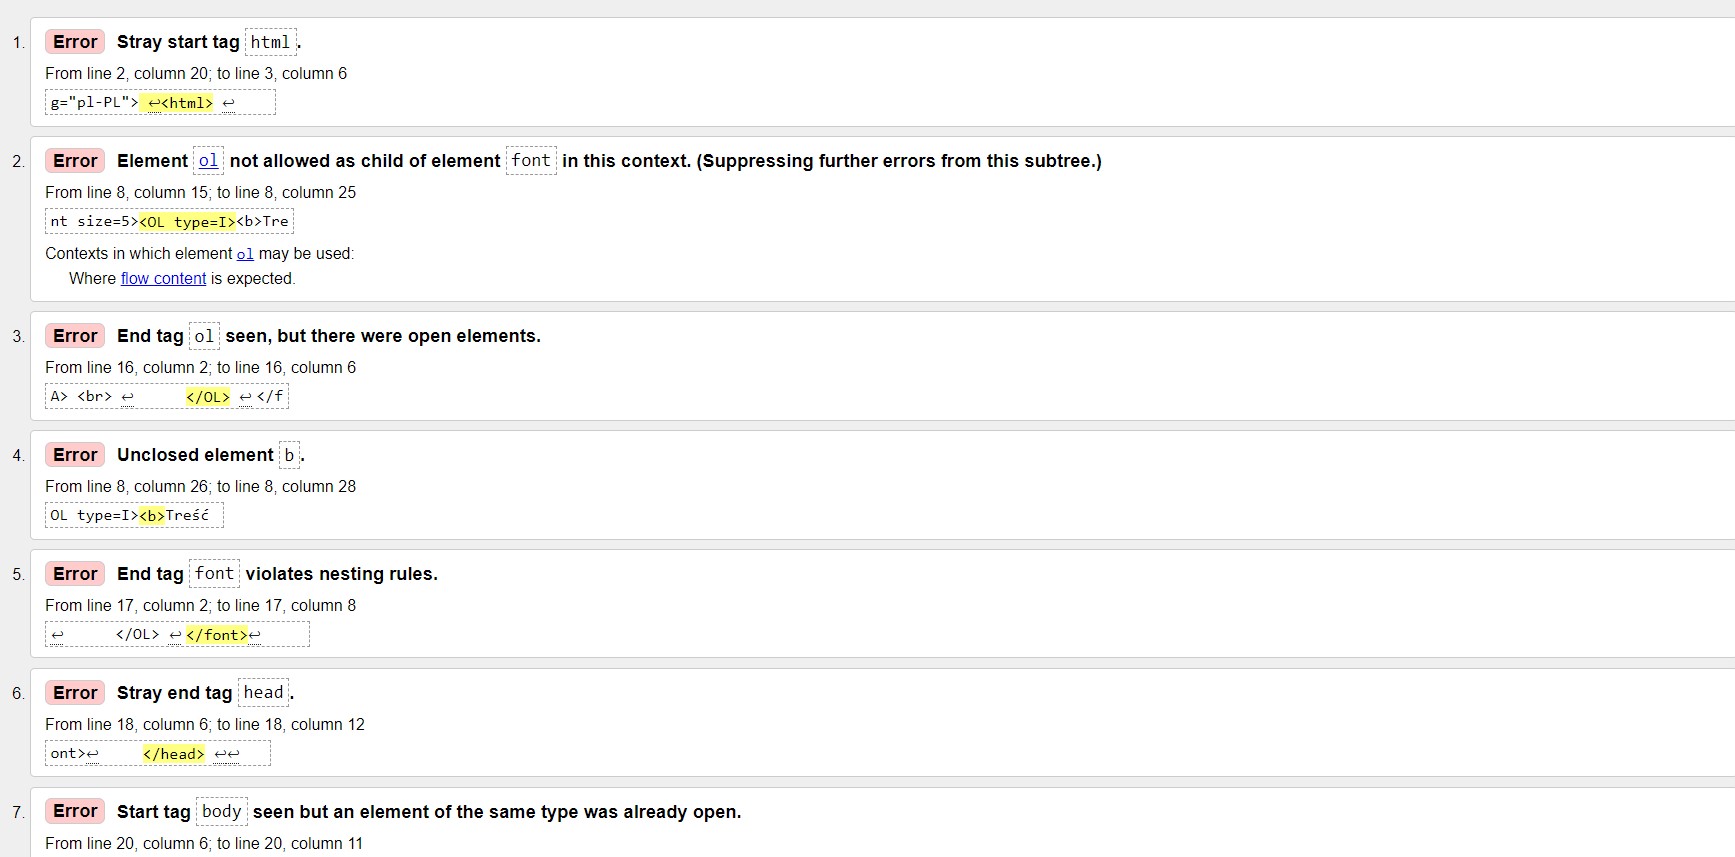 1. Error Stray start tag html.
From line 2, column 20; to line 3, column 6
g="pl-PL"> ↩<html> ↩
2. Error Element ol not allowed as child of element font in this context. (Suppressing further errors from this subtree.)
From line 8, column 15; to line 8, column 25
nt size=5><OL type=I><b>Tre
Contexts in which element ol may be used:
Where flow content is expected.
3. Error End tag ol seen, but there were open elements.
From line 16, column 2; to line 16, column 6
A> <br> ↩ </OL> ↩ </f
4. Error Unclosed element b.
From line 8, column 26; to line 8, column 28
OL type=I><b>Treść
5. Error End tag font violates nesting rules.
From line 17, column 2; to line 17, column 8
↩ </OL> ↩ </font>↩
6. Error Stray end tag head.
From line 18, column 6; to line 18, column 12
ont>↩ </head> ↩↩
7. Error Start tag body seen but an element of the same type was already open.
From line 20, column 6; to line 20, column 11